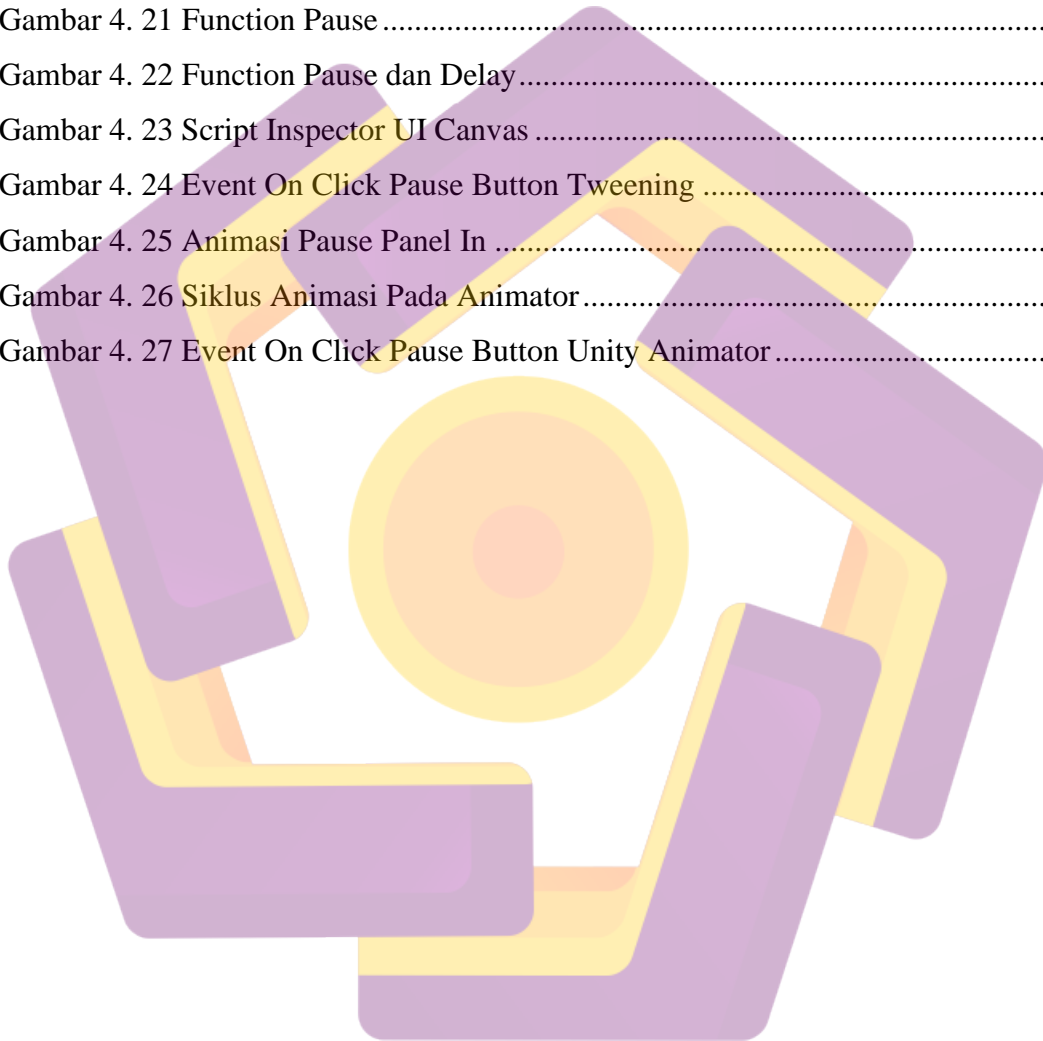 Gambar 4. 21 Function Pause........................................................................
Gambar 4. 22 Function Pause dan Delay.........................................................
Gambar 4. 23 Script Inspector UI Canvas.......................................................
Gambar 4. 24 Event On Click Pause Button Tweening.....................................
Gambar 4. 25 Animasi Pause Panel In............................................................
Gambar 4. 26 Siklus Animasi Pada Animator..................................................
Gambar 4. 27 Event On Click Pause Button Unity Animator.............................